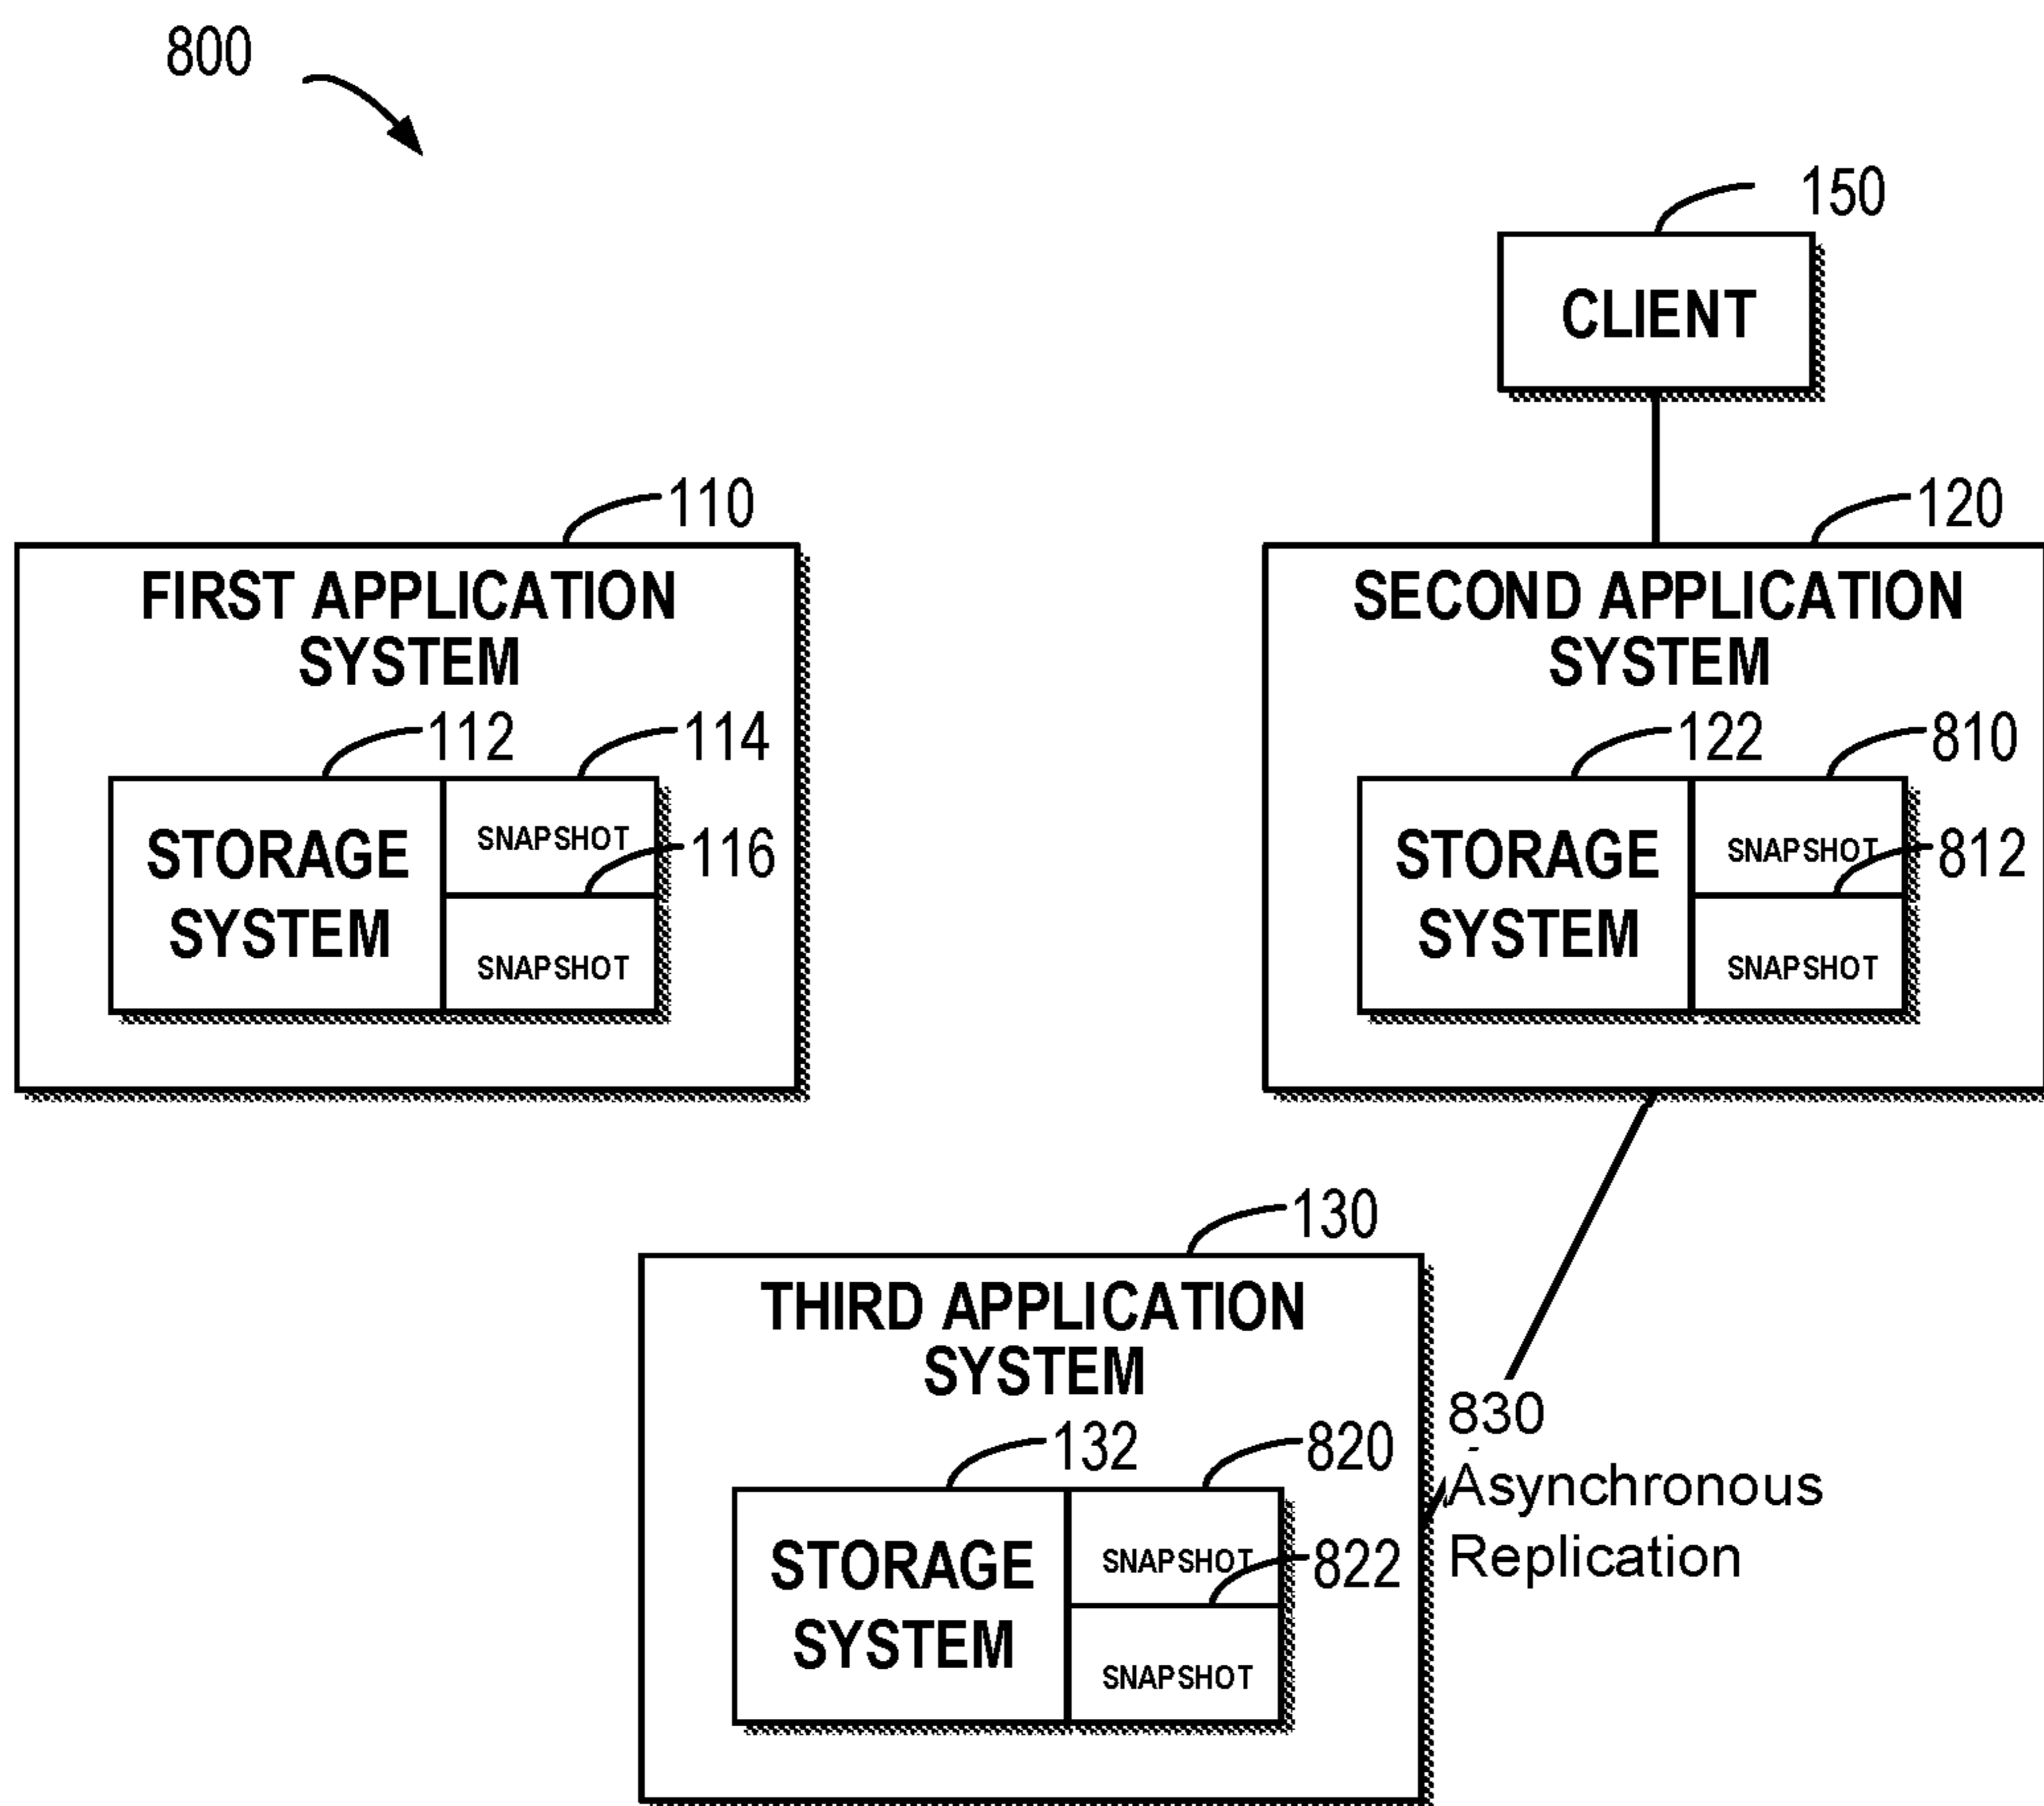 800
150
CLIENT
110
120
FIRST APPLICATION
SYSTEM
SECOND APPLICATION
SYSTEM
112
114
122
810
STORAGE
SYSTEM
SNAPSHOT
116
SNAPSHOT
STORAGE
SYSTEM
SNAPSHOT
812
SNAPSHOT
130
THIRD APPLICATION
SYSTEM
830
Asynchronous
Replication
132
820
STORAGE
SYSTEM
SNAPSHOT
822
SNAPSHOT